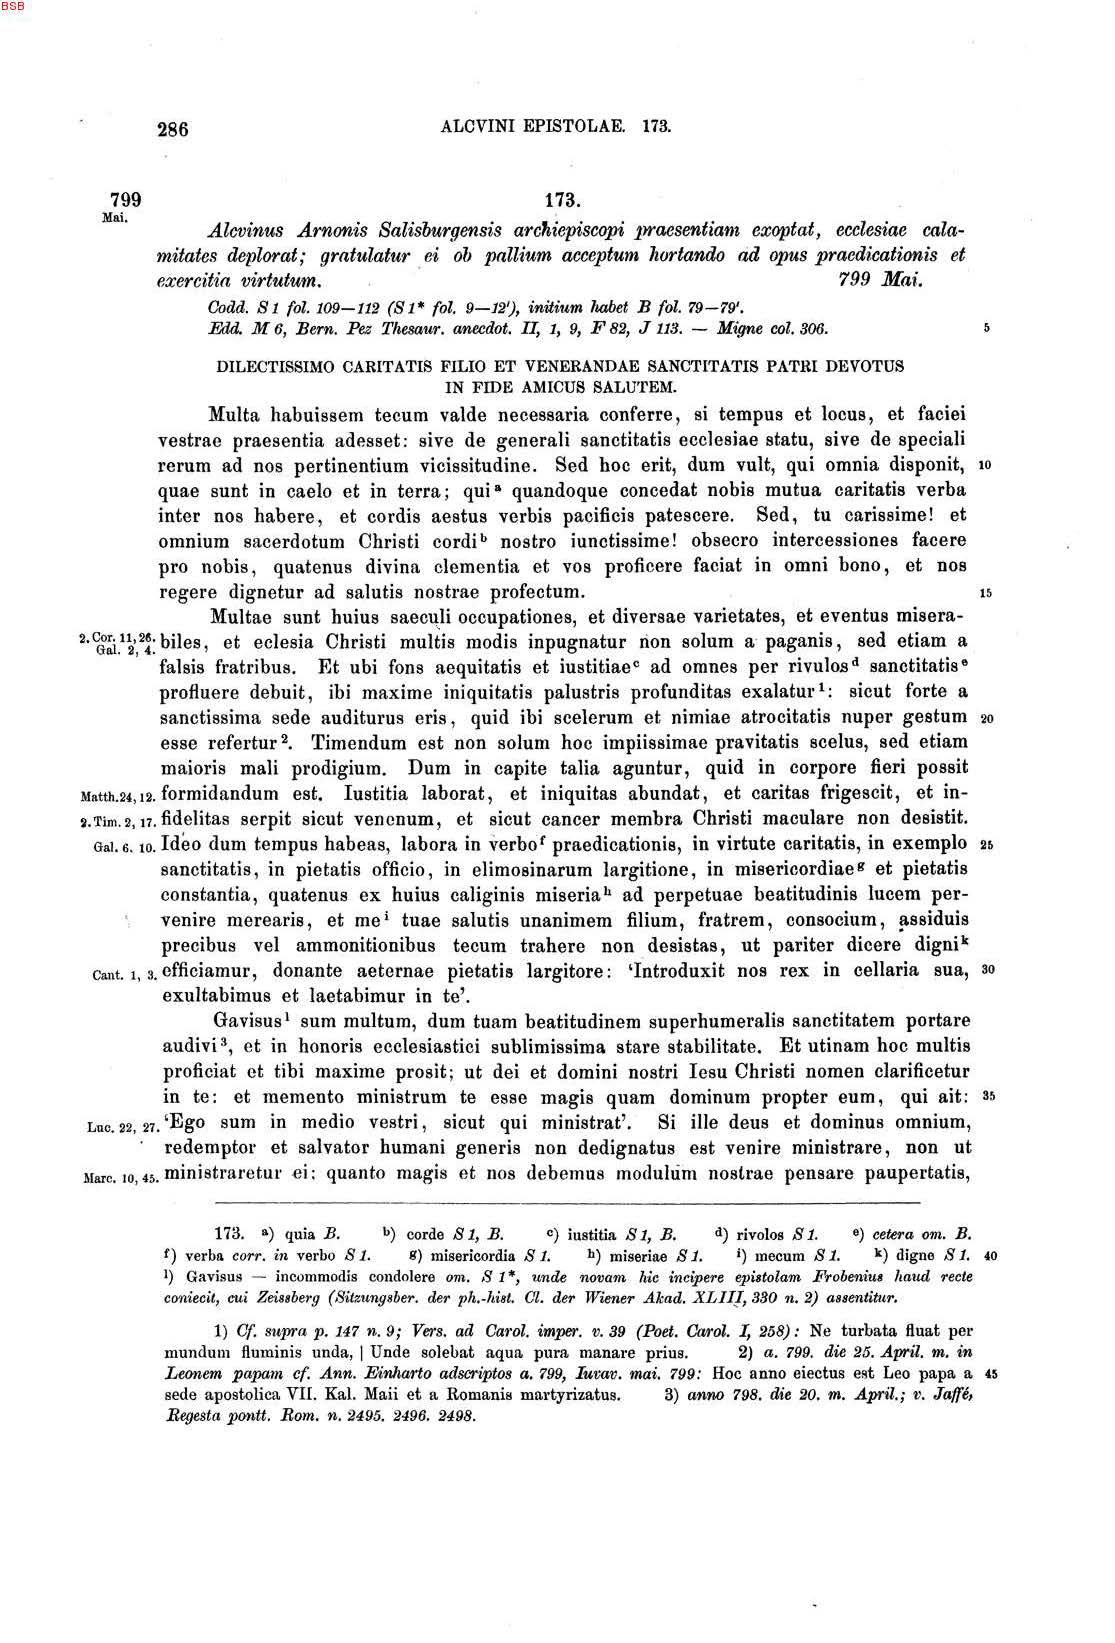 BSB
286 ALCVINI EPISTOLAE. 173.
799 173.
Mai.
Alcvinus Arnonis Salisburgensis archiepiscopi praesentiam exoptat, ecclesiae cala-
mitates deplorat; gratulatur ei ob pallium acceptum hortando ad opus praedicationis et
exercitia virtutum. 799 Mai.
Codd. S 1 fol. 109—112 (S 1* fol. 9—12'), initium habet B fol. 79—79'.
Edd. M 6, Bern. Pez Thesaur. anecdot. II, 1, 9, F 82, J 113. — Migne col. 306. 5
DILECTISSIMO CARITATIS FILIO ET VENERANDAE SANCTITATIS PATRI DEVOTUS
IN FIDE AMICUS SALUTEM.
Multa habuissem tecum valde necessaria conferre, si tempus et locus, et faciei
vestrae praesentia adesset: sive de generali sanctitatis ecclesiae statu, sive de speciali
rerum ad nos pertinentium vicissitudine. Sed hoc erit, dum vult, qui omnia disponit, 10
quae sunt in caelo et in terra; qui a quandoque concedat nobis mutua caritatis verba
inter nos habere, et cordis aestus verbis pacificis patescere. Sed, tu carissime! et
omnium sacerdotum Christi cordi b nostro iunctissime! obsecro intercessiones facere
pro nobis, quatenus divina clementia et vos proficere faciat in omni bono, et nos
regere dignetur ad salutis nostrae profectum. 15
Multae sunt huius saeculi occupationes, et diversae varietates, et eventus misera-
2. Cor. 11, 26. Gal. 2, 4. biles, et eclesia Christi multis modis inpugnatur non solum a paganis, sed etiam a
falsis fratribus. Et ubi fons aequitatis et iustitiae c ad omnes per rivulos d sanctitatis e
profluere debuit, ibi maxime iniquitatis palustris profunditas exalatur 1: sicut forte a
sanctissima sede auditurus eris, quid ibi scelerum et nimiae atrocitatis nuper gestum 20
esse refertur 2. Timendum est non solum hoc impiissimae pravitatis scelus, sed etiam
maioris mali prodigium. Dum in capite talia aguntur, quid in corpore fieri possit
Matth. 24, 12. formidandum est. Iustitia laborat, et iniquitas abundat, et caritas frigescit, et in-
2. Tim. 2, 17. fidelitas serpit sicut venenum, et sicut cancer membra Christi maculare non desistit.
Gal. 6. 10. Ideo dum tempus habeas, labora in verbo f praedicationis, in virtute caritatis, in exemplo 25
sanctitatis, in pietatis officio, in elimosinarum largitione, in misericordiae g et pietatis
constantia, quatenus ex huius caliginis miseria h ad perpetuae beatitudinis lucem per-
venire merearis, et me i tuae salutis unanimem filium, fratrem, consocium, assiduis
precibus vel ammonitionibus tecum trahere non desistas, ut pariter dicere digni k
Cant. 1, 3. efficiamur, donante aeternae pietatis largitore: ‘Introduxit nos rex in cellaria sua, 30
exultabimus et laetabimur in te’.
Gavisus l sum multum, dum tuam beatitudinem superhumeralis sanctitatem portare
audivi 3, et in honoris ecclesiastici sublimissima stare stabilitate. Et utinam hoc multis
proficiat et tibi maxime prosit; ut dei et domini nostri Iesu Christi nomen clarificetur
in te: et memento ministrum te esse magis quam dominum propter eum, qui ait: 35
Luc. 22, 27. ‘Ego sum in medio vestri, sicut qui ministrat’. Si ille deus et dominus omnium,
redemptor et salvator humani generis non dedignatus est venire ministrare, non ut
Marc. 10, 45. ministraretur ei: quanto magis et nos debemus modulum nostrae pensare paupertatis,
173. a) quia B. b) corde S 1, B. c) iustitia S 1, B. d) rivolos S 1. e) cetera om. B.
f) verba corr. in verbo S 1. g) misericordia S 1. h) miseriae S 1. i) mecum S 1. k) digne S 1. 40
l) Gavisus — incommodis condolere om. S 1*, unde novam hic incipere epistolam Frobenius haud recte
coniecit, cui Zeissberg (Sitzungsber. der ph.-hist. Cl. der Wiener Akad. XLIII, 330 n. 2) assentitur.
1) Cf. supra p. 147 n. 9; Vers. ad Carol. imper. v. 39 (Poet. Carol. I, 258): Ne turbata fluat per
mundum fluminis unda, | Unde solebat aqua pura manare prius. 2) a. 799. die 25. April. m. in
Leonem papam cf. Ann. Einharto adscriptos a. 799, Iuvav. mai. 799: Hoc anno eiectus est Leo papa a 45
sede apostolica VII. Kal. Maii et a Romanis martyrizatus. 3) anno 798. die 20. m. April.; v. Jaffé,
Regesta pontt. Rom. n. 2495. 2496. 2498.